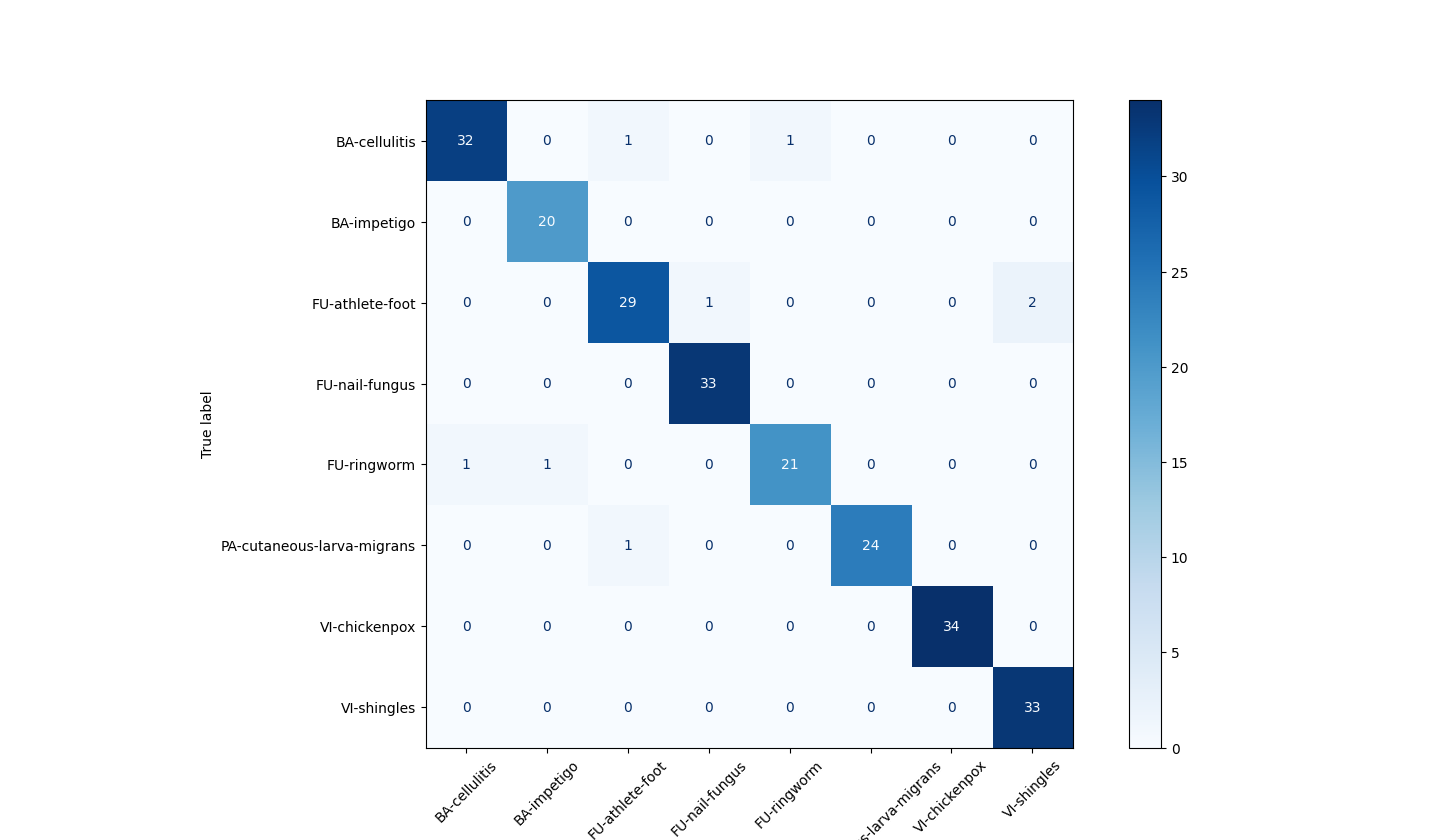 BA-cellulitis 32 0 1 0 1 0 0 0
BA-impetigo 0 20 0 0 0 0 0 0
FU-athlete-foot 0 0 29 1 0 0 0 2
FU-nail-fungus 0 0 0 33 0 0 0 0
FU-ringworm 1 1 0 0 21 0 0 0
PA-cutaneous-larva-migrans 0 0 1 0 0 24 0 0
VI-chickenpox 0 0 0 0 0 0 34 0
VI-shingles 0 0 0 0 0 0 0 33
True label
BA-cellulitis
BA-impetigo
FU-athlete-foot
FU-nail-fungus
FU-ringworm
s-larva-migrans
VI-chickenpox
VI-shingles
30
25
20
15
10
5
0